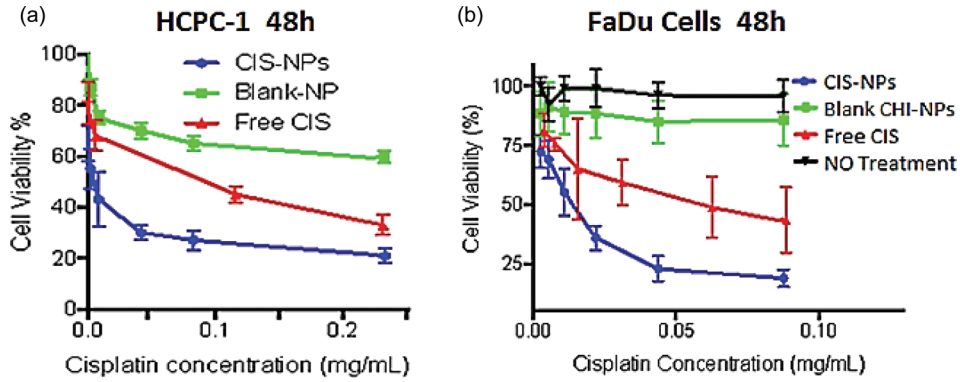 (a)
HCPC-1 48h
CIS-NPs
Blank-NP
Free CIS
Cell Viability %
100
80
60
40
20
0
0.0
0.1
0.2
Cisplatin concentration (mg/mL)
(b)
FaDu Cells 48h
CIS-NPs
Blank CHI-NPs
Free CIS
NO Treatment
Cell Viability (%)
100
75
50
25
0.00
0.05
0.10
Cisplatin Concentration (mg/mL)